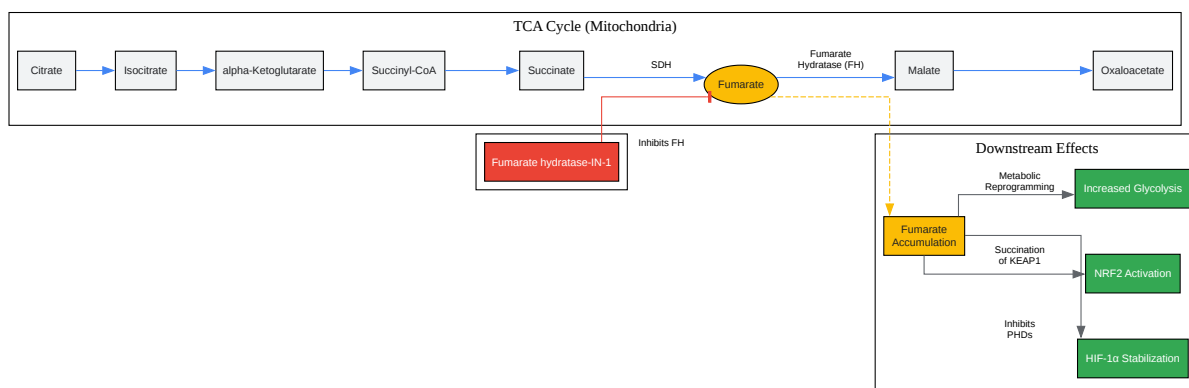 TCA Cycle (Mitochondria)
Citrate
Isocitrate
alpha-Ketoglutarate
Succinyl-CoA
Succinate
SDH
Fumarate
Fumarate
Hydratase (FH)
Malate
Oxaloacetate
Fumarate hydratase-IN-1
Inhibits FH
Downstream Effects
Metabolic
Reprogramming
Increased Glycolysis
Fumarate
Accumulation
Succination
of KEAP1
NRF2 Activation
Inhibits
PHDs
HIF-1α Stabilization